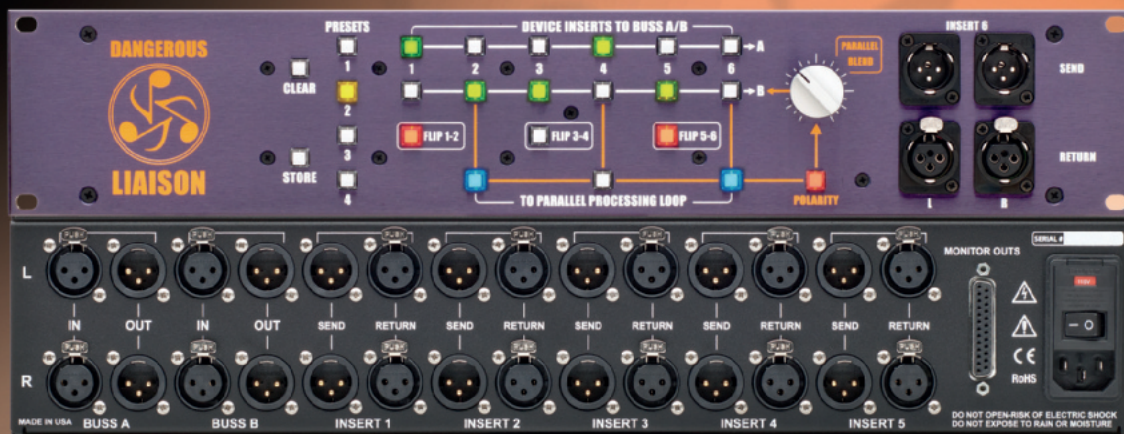 PRESETS
DEVICE INSERTS TO BUSS A/B
INSERT 6
DANGEROUS
LIAISON
CLEAR
STORE
1
2
3
4
A
1 2 3 4 5 6
B
PARALLEL
BLEND
FLIP 1-2
FLIP 3-4
FLIP 5-6
TO PARALLEL PROCESSING LOOP
POLARITY
SEND
RETURN
L R
SERIAL #
MONITOR OUTS
L
IN OUT IN OUT SEND RETURN SEND RETURN SEND RETURN SEND RETURN SEND RETURN
R
CE
RoHS
MADE IN USA BUSS A BUSS B INSERT 1 INSERT 2 INSERT 3 INSERT 4 INSERT 5
DO NOT OPEN-RISK OF ELECTRIC SHOCK
DO NOT EXPOSE TO RAIN OR MOISTURE